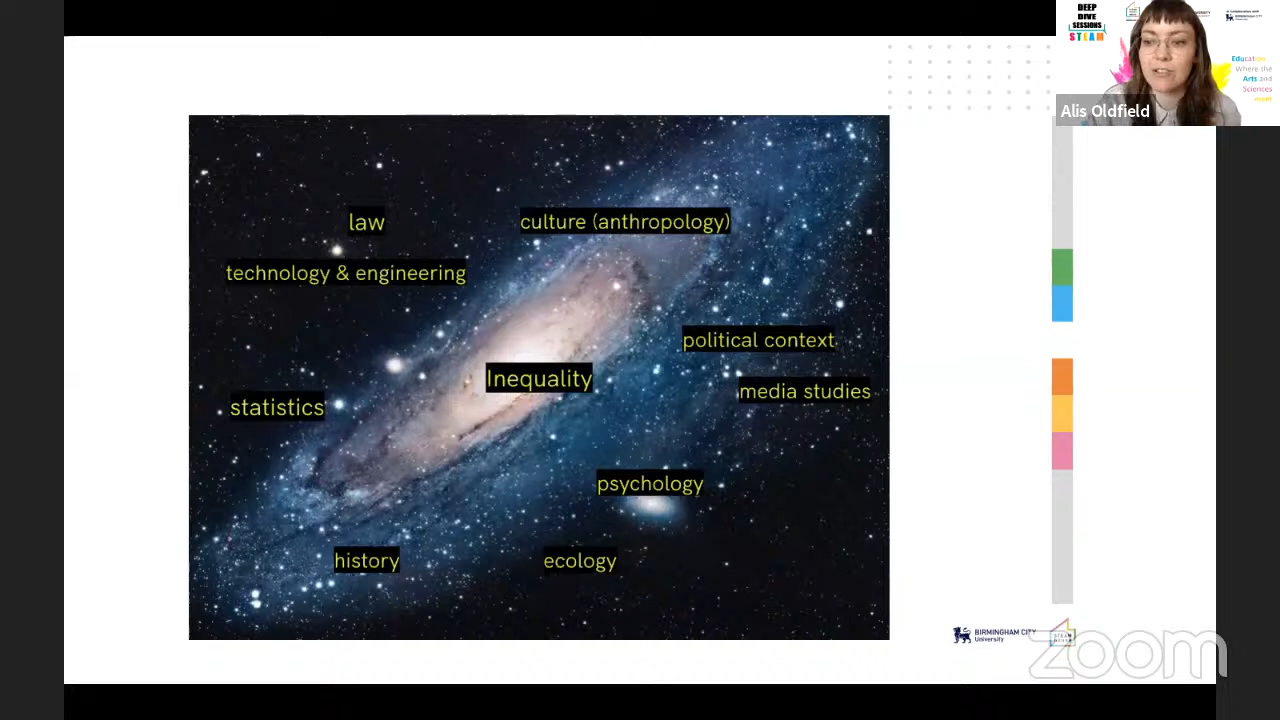 DEEP
DIVE
SESSIONS
STEAM
Education
Where the
Arts and
Sciences
meet
Alis Oldfield
law
culture (anthropology)
technology & engineering
political context
Inequality
media studies
statistics
psychology
history
ecology
BIRMINGHAM CITY
University
STEAM
zoom